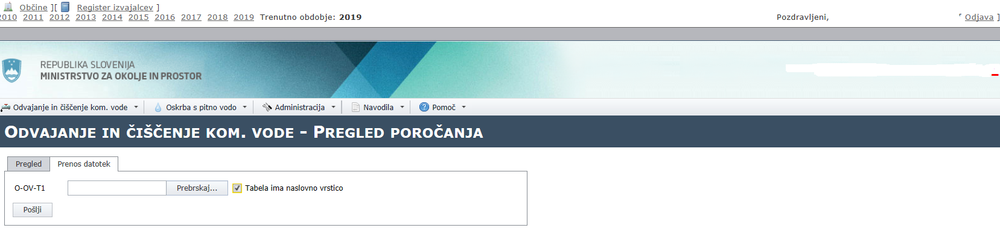 Občine ][ Register izvajalcev ]
2010 2011 2012 2013 2014 2015 2016 2017 2018 2019 Trenutno obdobje: 2019 Pozdravljeni, [ Odjava ]
REPUBLIKA SLOVENIJA
MINISTRSTVO ZA OKOLJE IN PROSTOR
Odvajanje in čiščenje kom. vode Oskrba s pitno vodo Administracija Navodila Pomoč
Odvajanje in čiščenje kom. vode - Pregled poročanja
Pregled Prenos datotek
O-OV-T1 Prebrskaj... Tabela ima naslovno vrstico
Pošlji